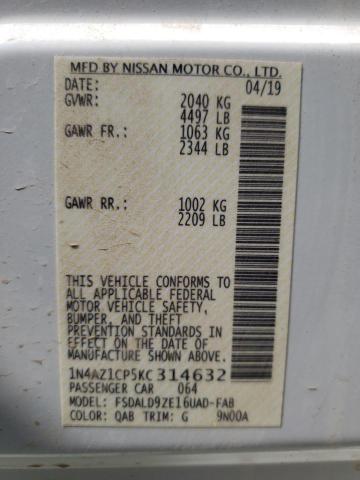 MFD BY NISSAN MOTOR CO., LTD.
DATE: 04/19
GVWR: 2040 KG
4497 LB
GAWR FR.: 1063 KG
2344 LB
GAWR RR.: 1002 KG
2209 LB
THIS VEHICLE CONFORMS TO
ALL APPLICABLE FEDERAL
MOTOR VEHICLE SAFETY,
BUMPER, AND THEFT
PREVENTION STANDARDS IN
EFFECT ON THE DATE OF
MANUFACTURE SHOWN ABOVE.
1N4AZ1CP5KC314632
PASSENGER CAR 064
MODEL: FSDALD9ZE16UAD-FAB
COLOR: QAB TRIM: G 9N00A